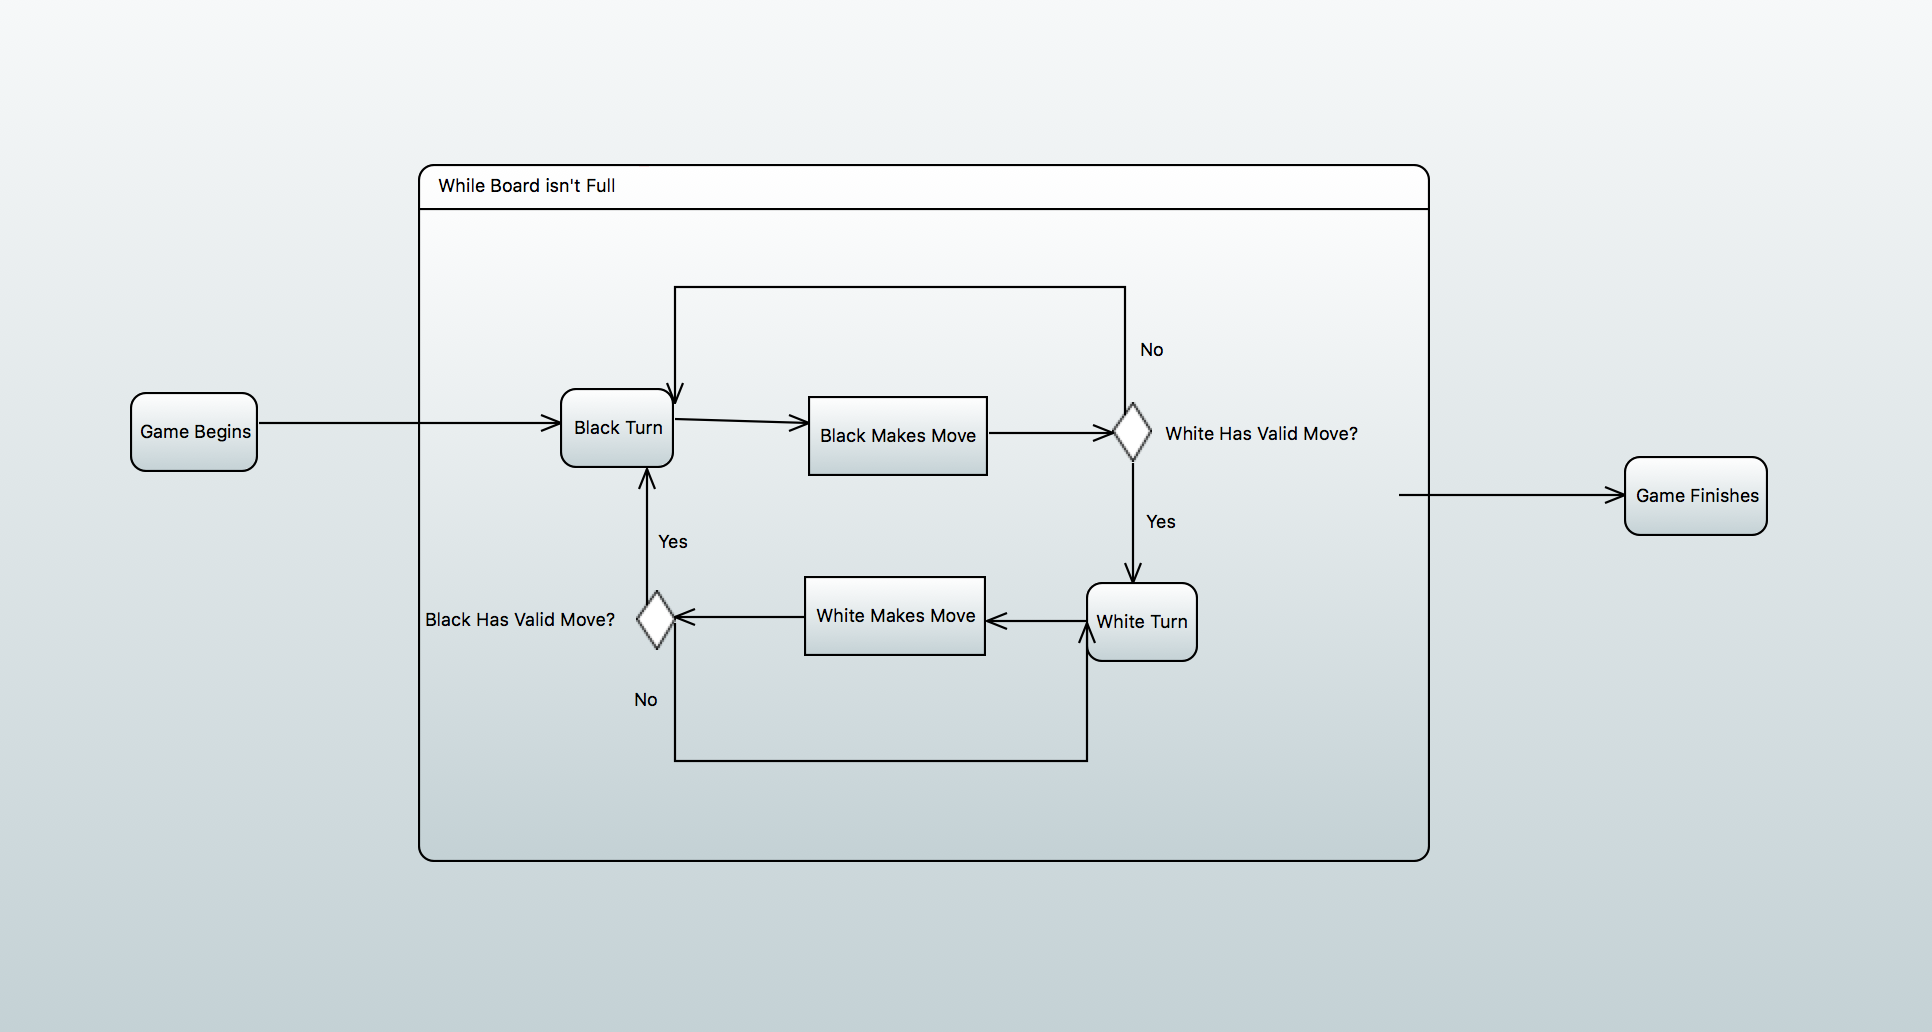 While Board isn't Full
No
Game Begins
Black Turn
Black Makes Move
White Has Valid Move?
Game Finishes
Yes
Yes
Black Has Valid Move?
White Makes Move
White Turn
No